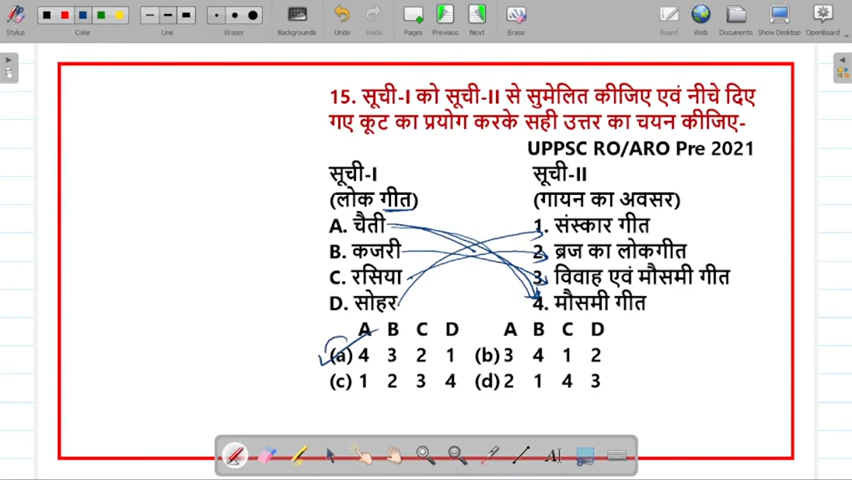 Color Line Eraser Backgrounds Undo Redo Pages Previous Next Erase Board Web Documents Show Desktop OpenBoard
15. सूची-I को सूची-II से सुमेलित कीजिए एवं नीचे दिए
गए कूट का प्रयोग करके सही उत्तर का चयन कीजिए-
UPPSC RO/ARO Pre 2021
सूची-I सूची-II
(लोक गीत) (गायन का अवसर)
A. चैती 1. संस्कार गीत
B. कजरी 2. ब्रज का लोकगीत
C. रसिया 3. विवाह एवं मौसमी गीत
D. सोहर 4. मौसमी गीत
A B C D A B C D
(a) 4 3 2 1 (b) 3 4 1 2
(c) 1 2 3 4 (d) 2 1 4 3